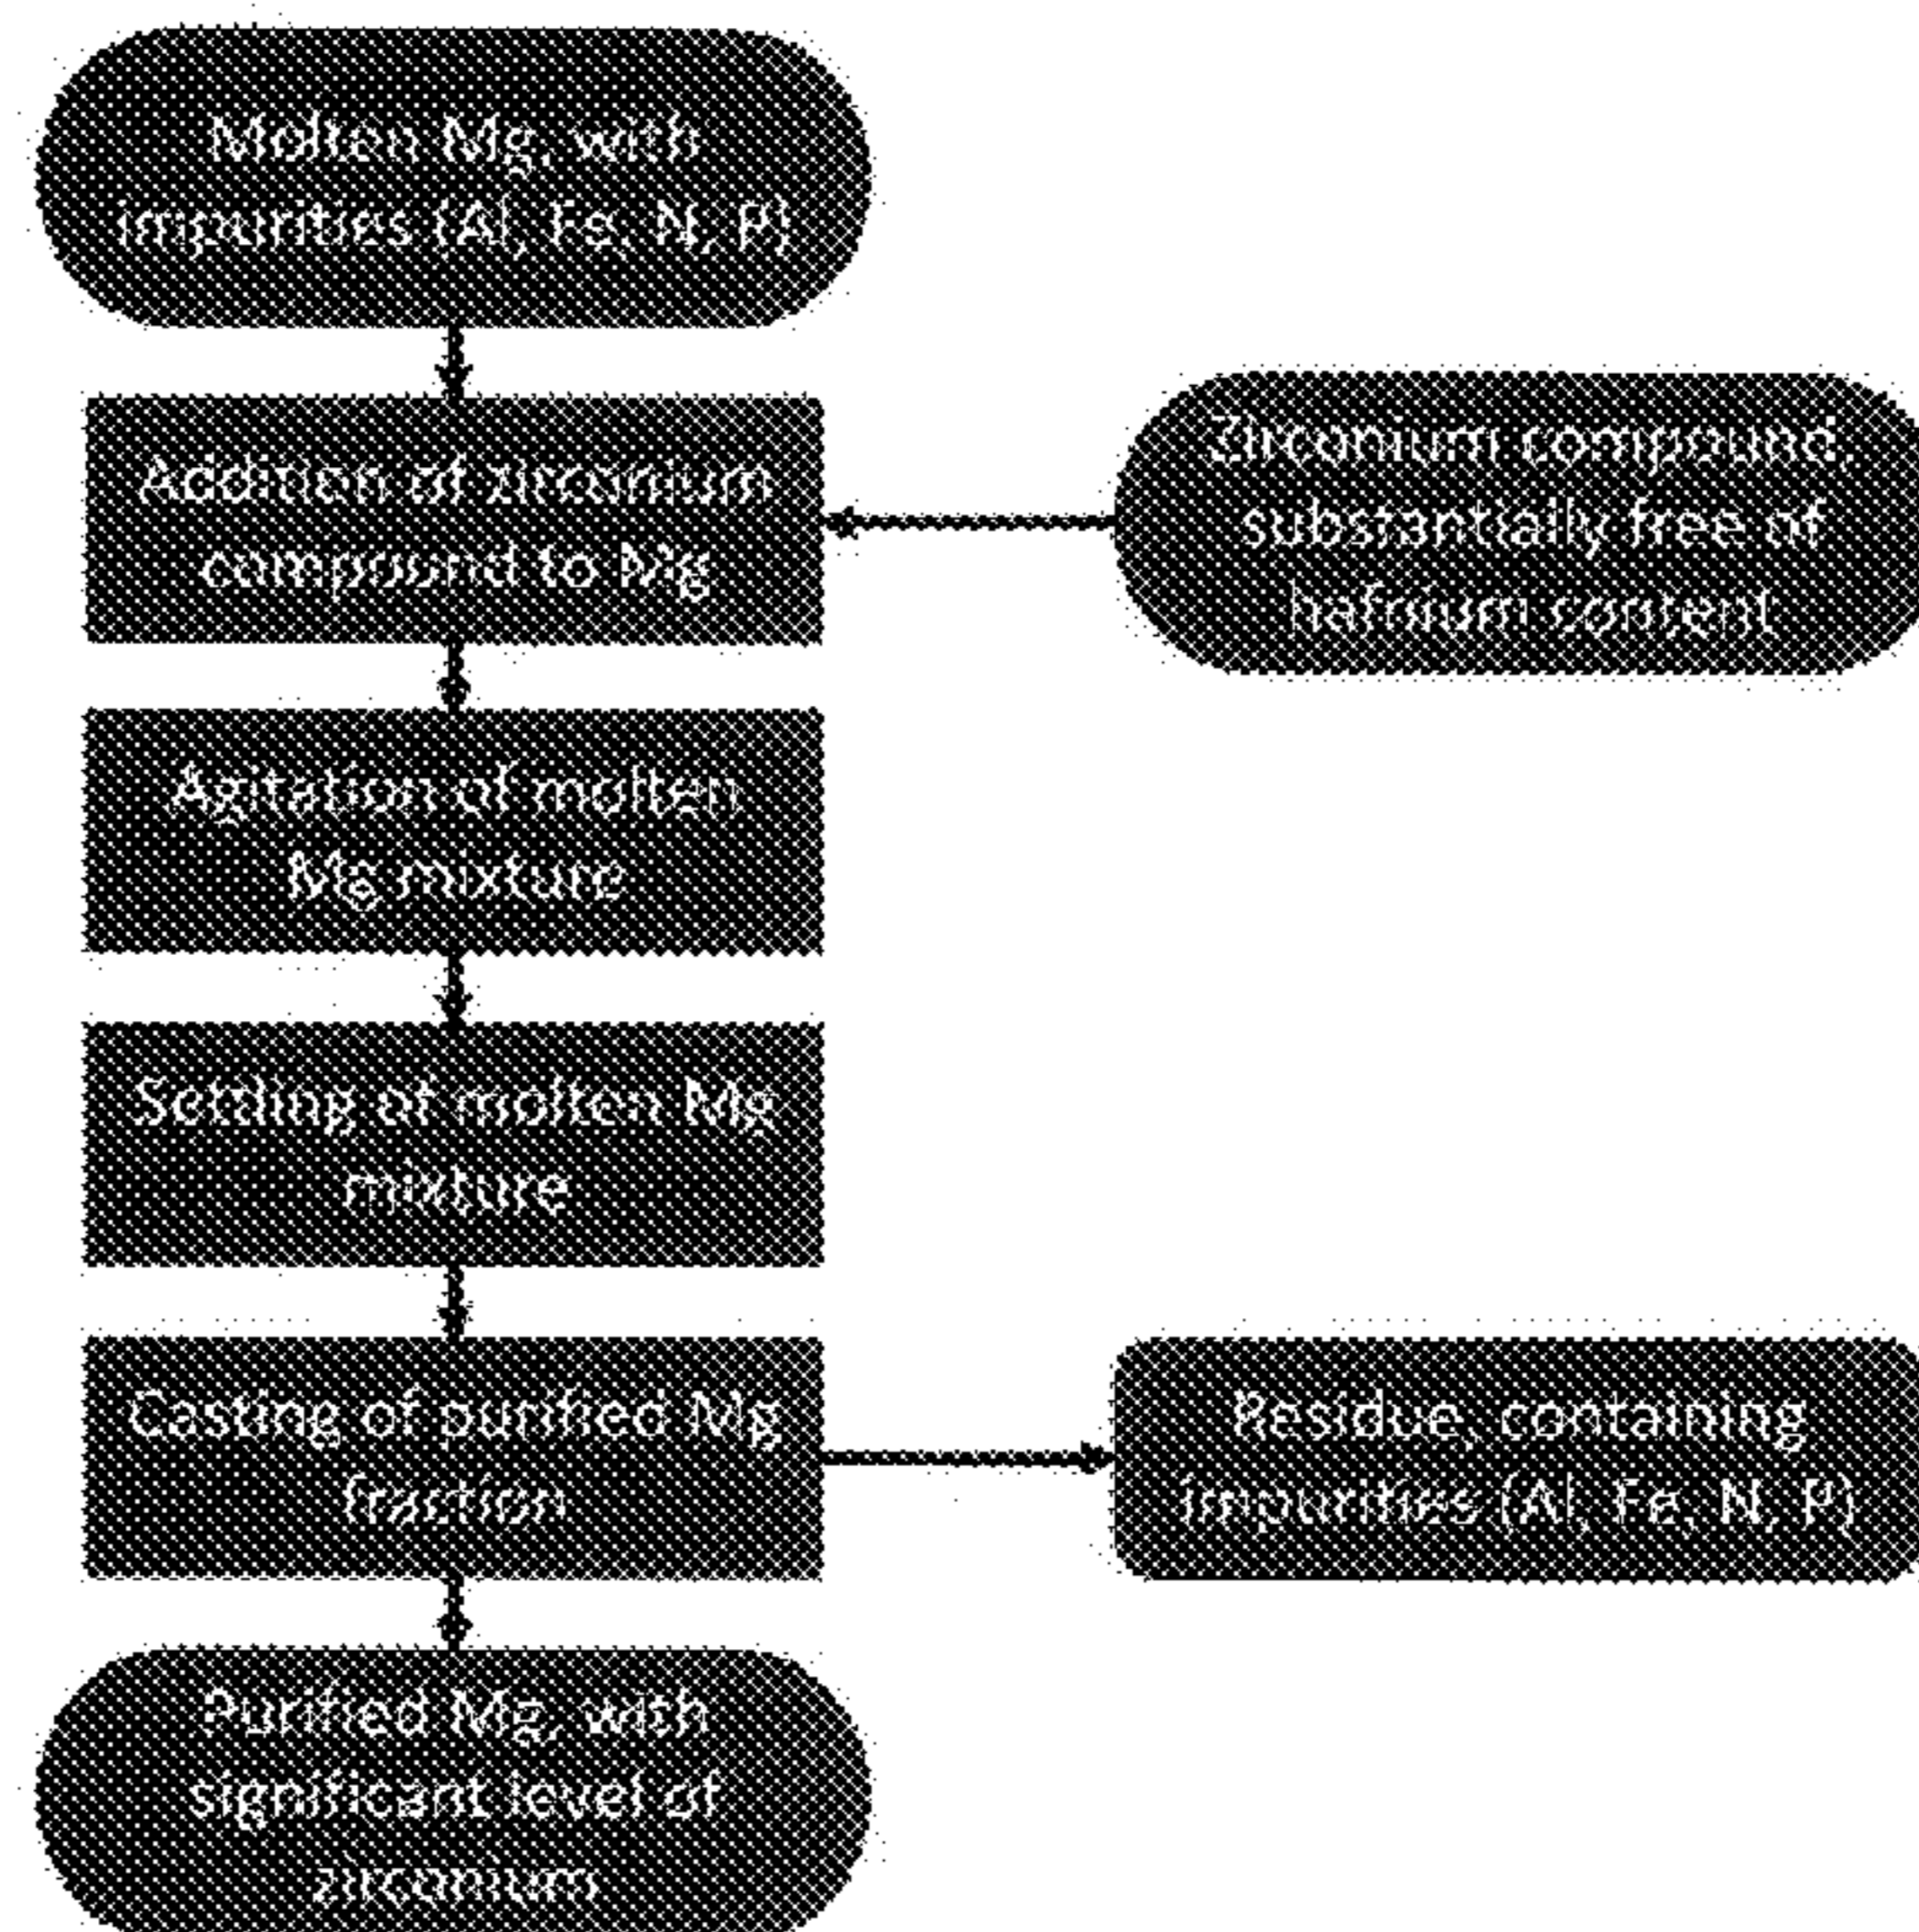 Molten Mg, with
impurities (Al, Fe, N, P)
Addition of zirconium
compound to Mg
Zirconium compound,
substantially free of
hafnium content
Agitation of molten
Mg mixture
Settling of molten Mg
mixture
Casting of purified Mg
fraction
Residue, containing
impurities (Al, Fe, N, P)
Purified Mg, with
significant level of
zirconium